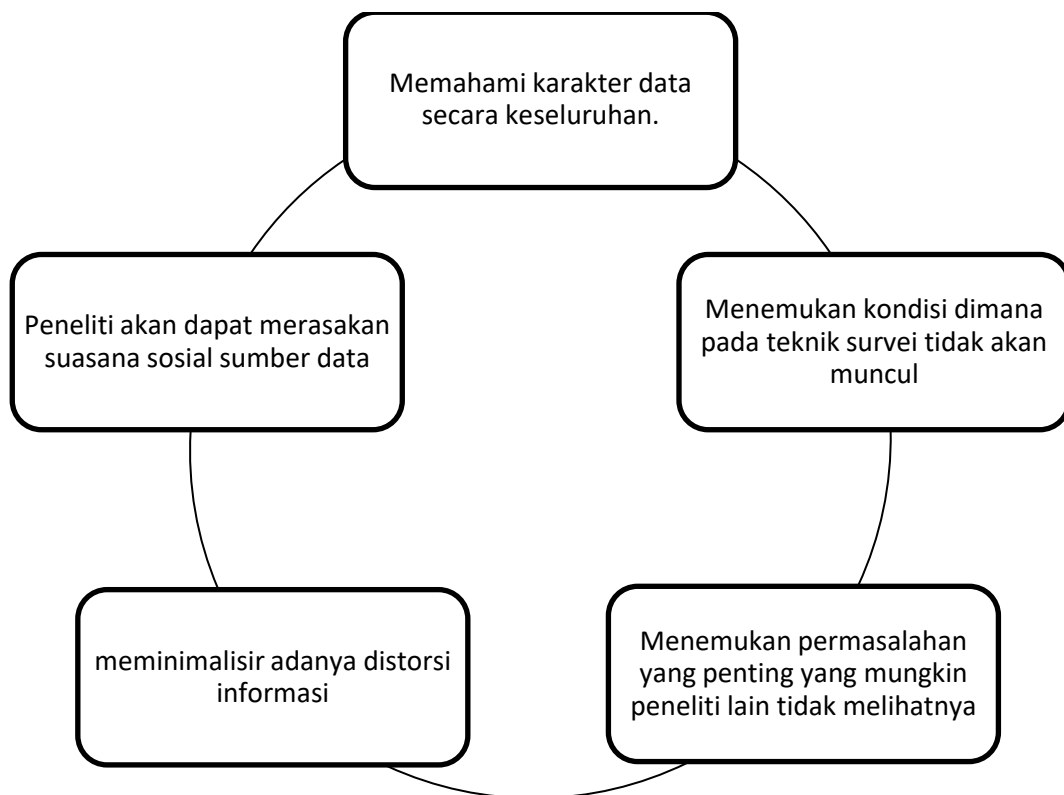 Memahami karakter data
secara keseluruhan.
Menemukan kondisi dimana
pada teknik survei tidak akan
muncul
Menemukan permasalahan
yang penting yang mungkin
peneliti lain tidak melihatnya
meminimalisir adanya distorsi
informasi
Peneliti akan dapat merasakan
suasana sosial sumber data